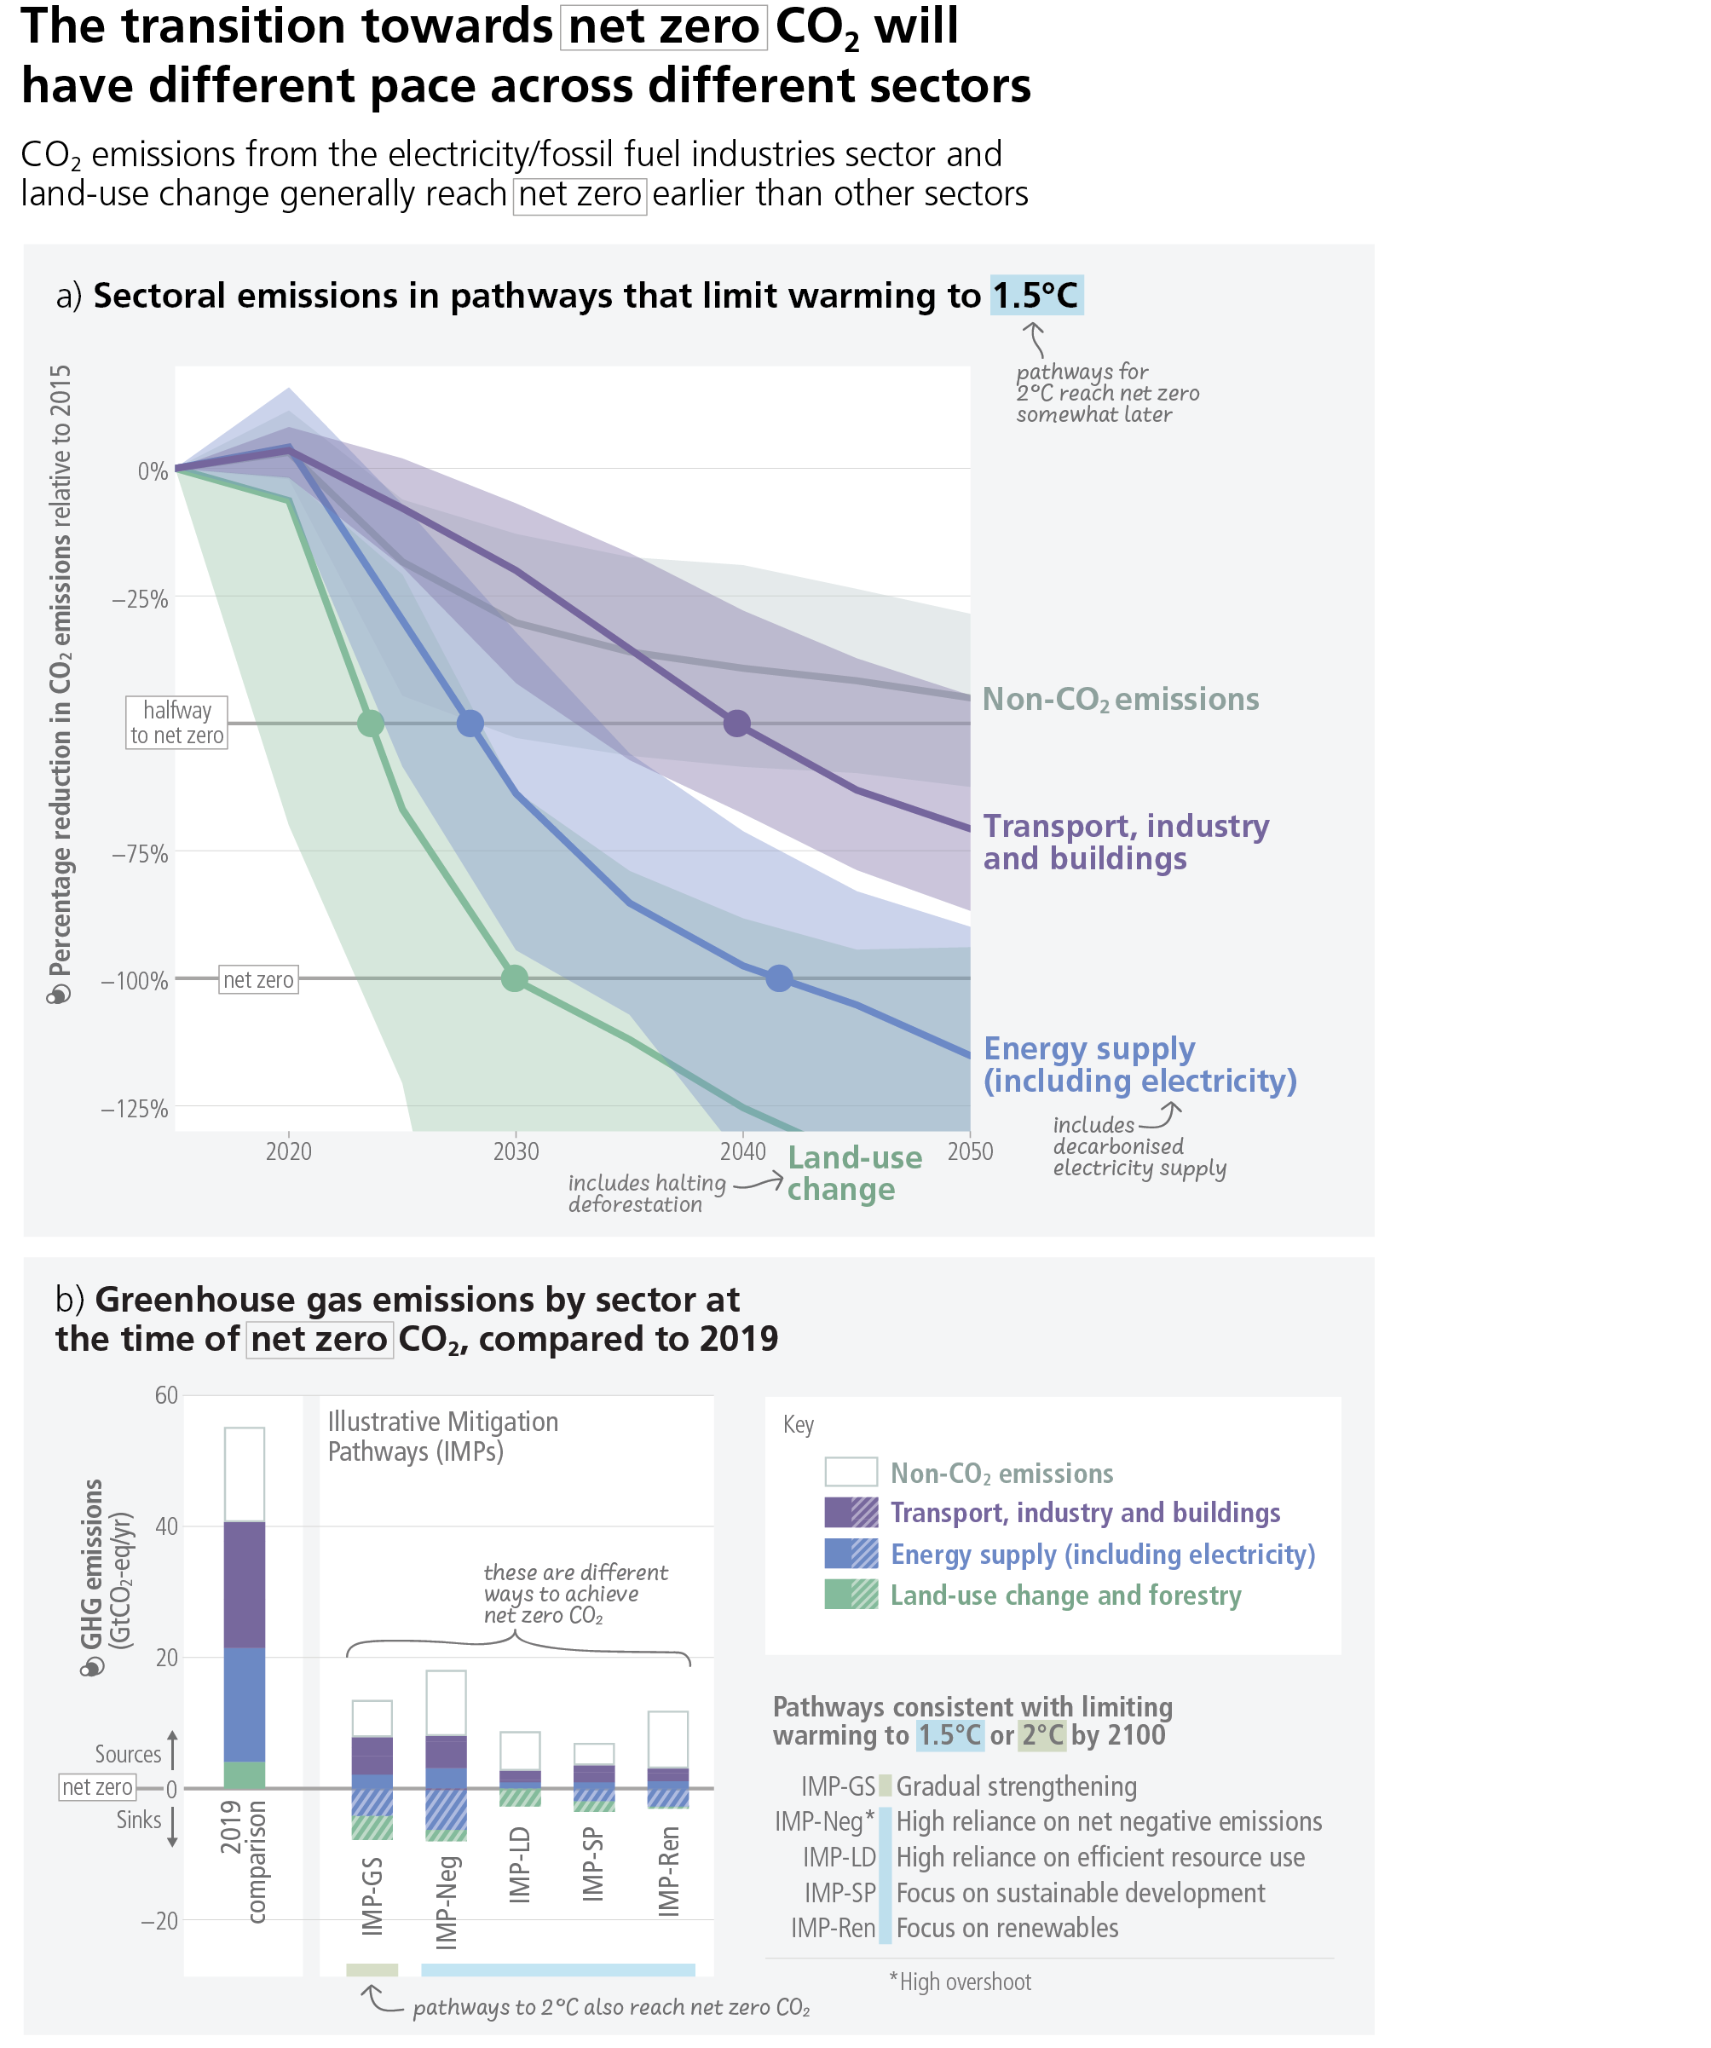 The transition towards net zero CO₂ will
have different pace across different sectors
CO₂ emissions from the electricity/fossil fuel industries sector and
land-use change generally reach net zero earlier than other sectors
a) Sectoral emissions in pathways that limit warming to 1.5°C
pathways for
2°C reach net zero
somewhat later
Percentage reduction in CO₂ emissions relative to 2015
0%
−25%
halfway
to net zero
−75%
−100%
net zero
−125%
2020
2030
2040
2050
Non-CO₂ emissions
Transport, industry
and buildings
Energy supply
(including electricity)
includes
decarbonised
electricity supply
Land-use
change
includes halting
deforestation
b) Greenhouse gas emissions by sector at
the time of net zero CO₂, compared to 2019
GHG emissions
(GtCO₂-eq/yr)
60
40
20
0
−20
Sources
net zero
Sinks
Illustrative Mitigation
Pathways (IMPs)
these are different
ways to achieve
net zero CO₂
2019
comparison
IMP-GS
IMP-Neg
IMP-LD
IMP-SP
IMP-Ren
pathways to 2°C also reach net zero CO₂
Key
Non-CO₂ emissions
Transport, industry and buildings
Energy supply (including electricity)
Land-use change and forestry
Pathways consistent with limiting
warming to 1.5°C or 2°C by 2100
IMP-GS Gradual strengthening
IMP-Neg* High reliance on net negative emissions
IMP-LD High reliance on efficient resource use
IMP-SP Focus on sustainable development
IMP-Ren Focus on renewables
*High overshoot